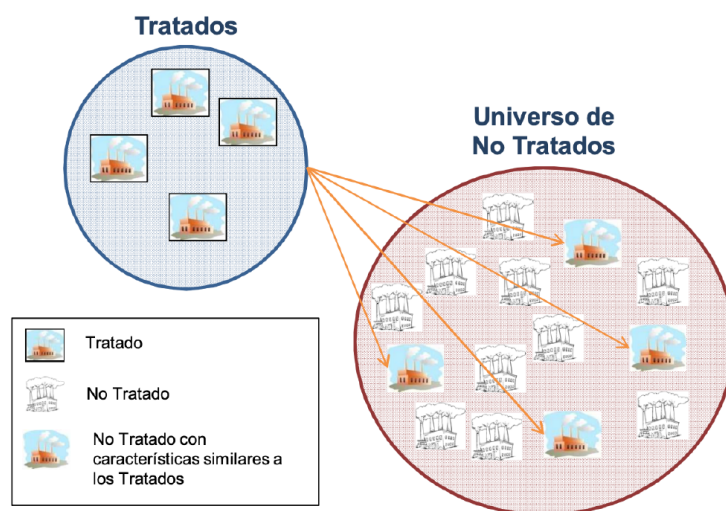 Tratados
Universo de
No Tratados
Tratado
No Tratado
No Tratado con
características similares a
los Tratados